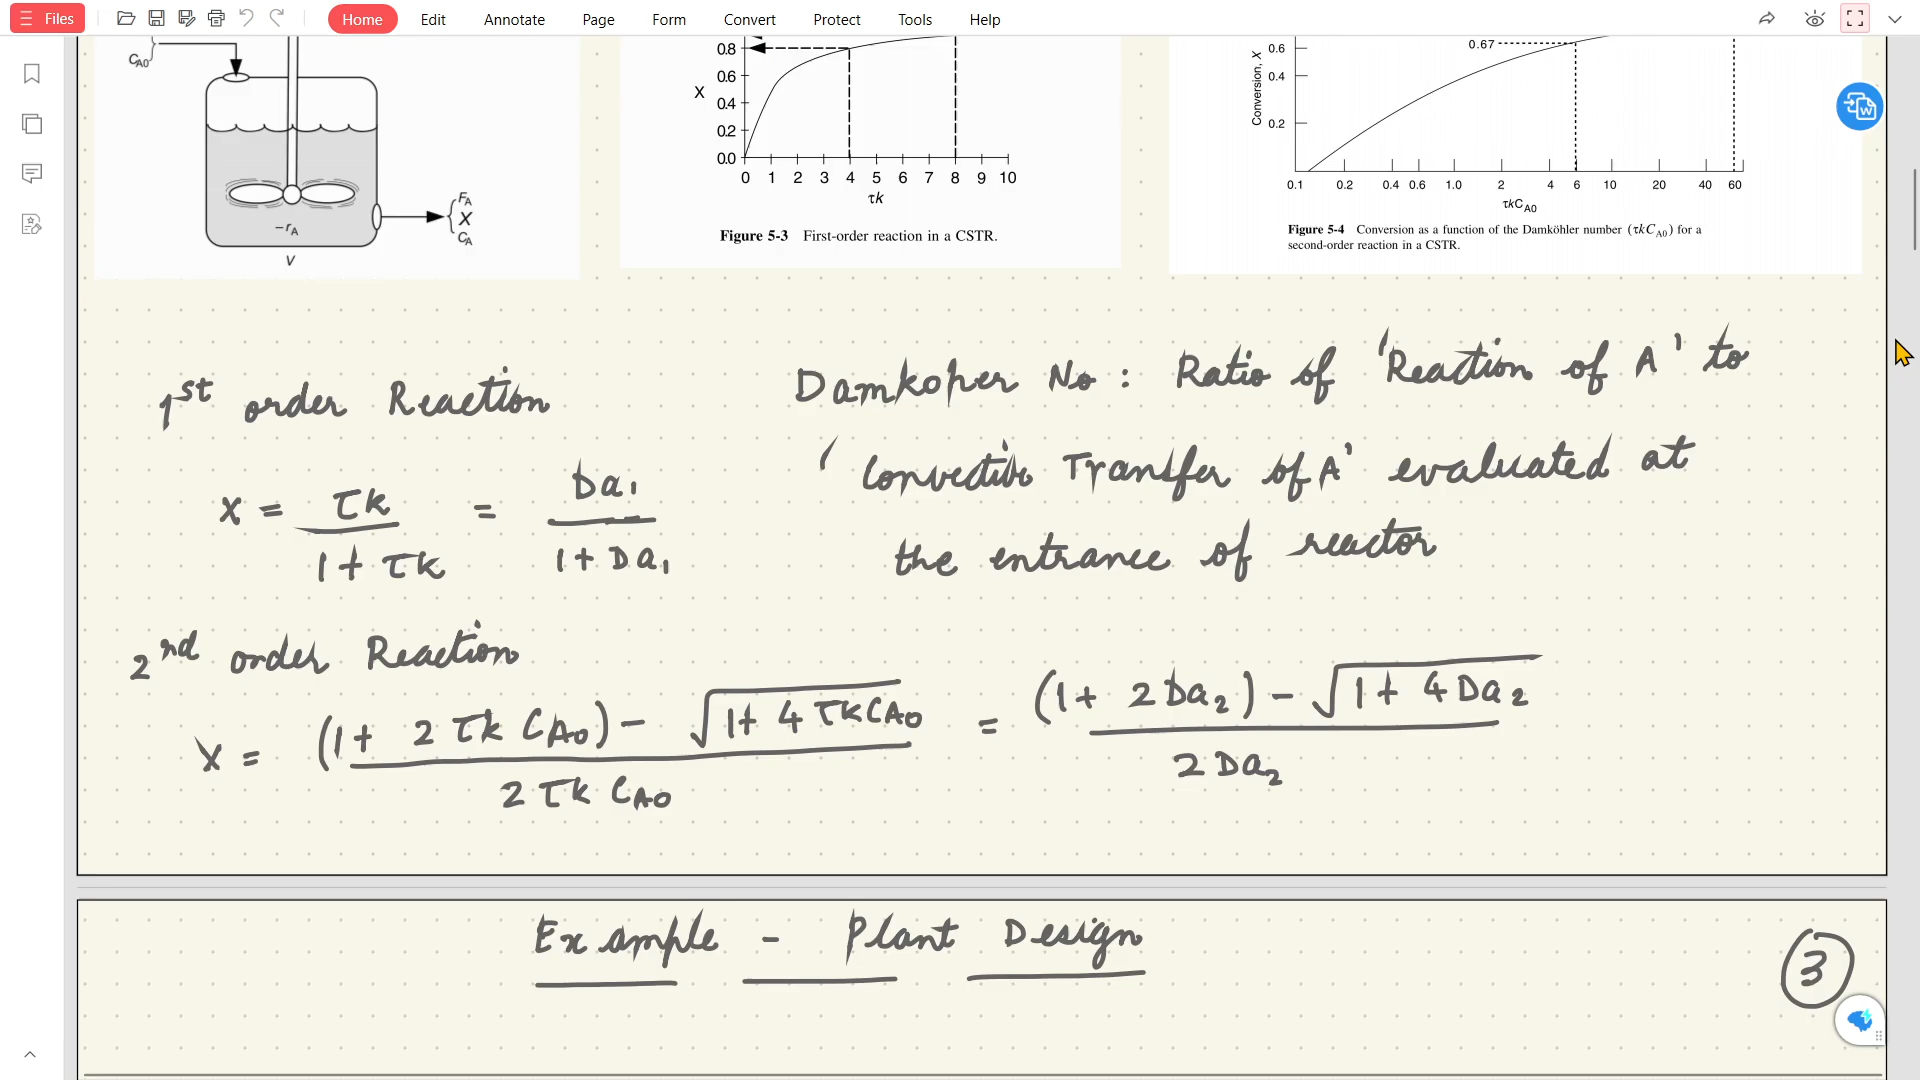 Files
Home Edit Annotate Page Form Convert Protect Tools Help
CA0
-rA
V
FA
X
CA
X
0.8
0.6
0.4
0.2
0.0
0 1 2 3 4 5 6 7 8 9 10
τk
Figure 5-3 First-order reaction in a CSTR.
Conversion, X
0.67
0.6
0.4
0.2
0.1 0.2 0.4 0.6 1.0 2 4 6 10 20 40 60
τkCA0
Figure 5-4 Conversion as a function of the Damköhler number (τkCA0) for a
second-order reaction in a CSTR.
1st order Reaction
X = τk / (1 + τk) = Da1 / (1 + Da1)
Damkoher No : Ratio of 'Reaction of A' to
'Convective Transfer of A' evaluated at
the entrance of reactor
2nd order Reaction
X = ((1 + 2τk CA0) - √(1 + 4τkCA0)) / (2τk CA0) = ((1 + 2Da2) - √(1 + 4Da2)) / (2Da2)
Example - Plant Design
3